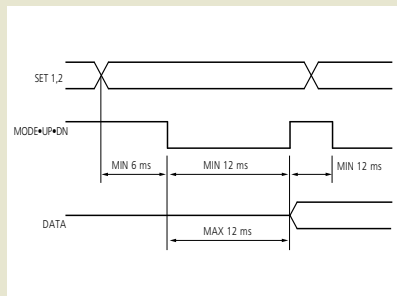 SET 1,2
MODE•UP•DN
MIN 6 ms
MIN 12 ms
MIN 12 ms
DATA
MAX 12 ms